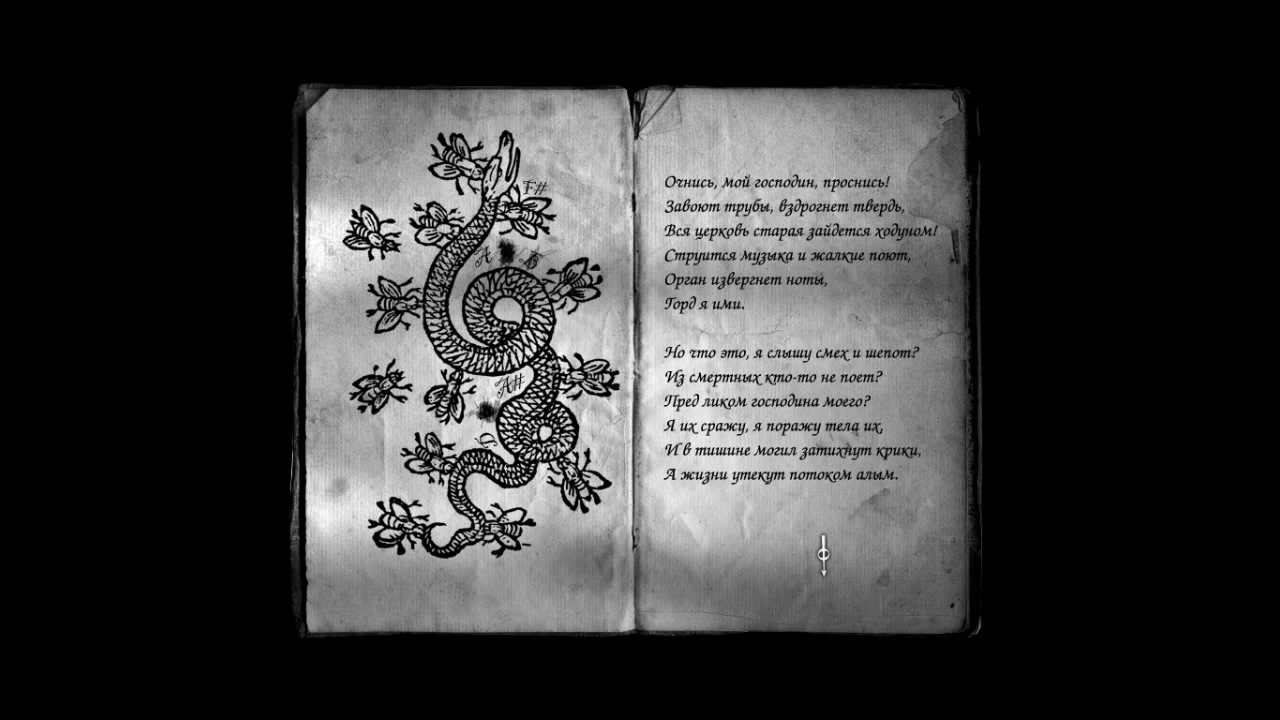 F#
A
B
A#
Очнись, мой господин, проснись!
Завоют трубы, вздрогнет твердь,
Вся церковь старая зайдется ходуном!
Струится музыка и жалкие поют,
Орган извергнет ноты,
Горд я ими.
Но что это, я слышу смех и шепот?
Из смертных кто-то не поет?
Пред ликом господина моего?
Я их сражу, я поражу тела их,
И в тишине могил затихнут крики,
А жизни утекут потоком алым.